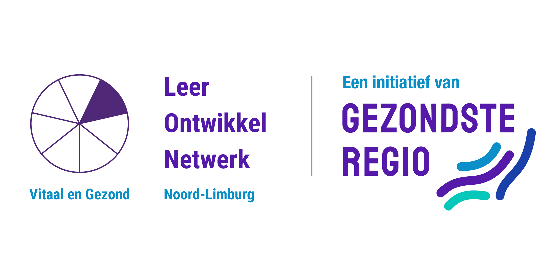 Leer
Ontwikkel
Netwerk
Vitaal en Gezond
Noord-Limburg
Een initiatief van
GEZONDSTE
REGIO